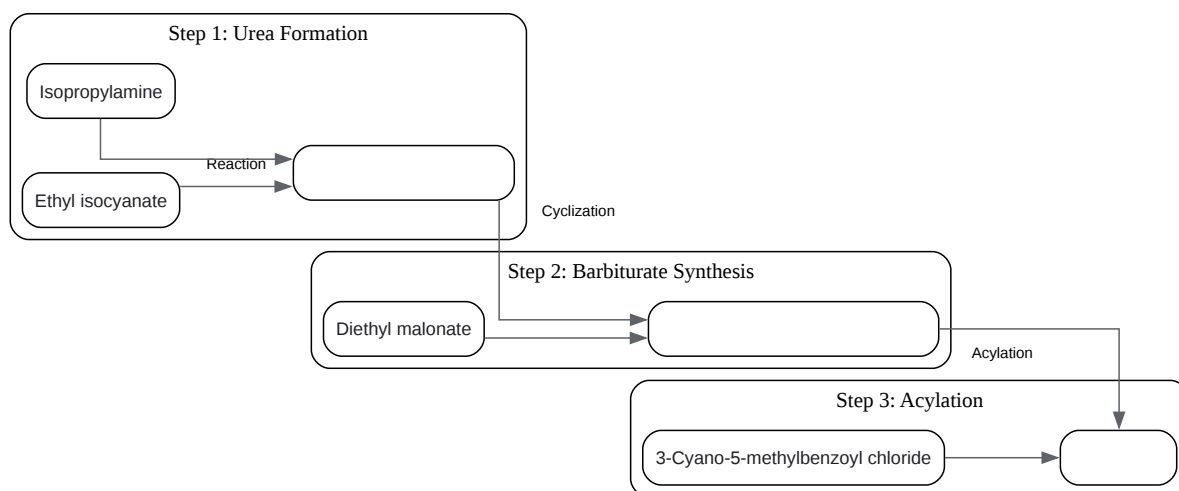 Step 1: Urea Formation
Isopropylamine
Reaction
Ethyl isocyanate
Cyclization
Step 2: Barbiturate Synthesis
Diethyl malonate
Acylation
Step 3: Acylation
3-Cyano-5-methylbenzoyl chloride